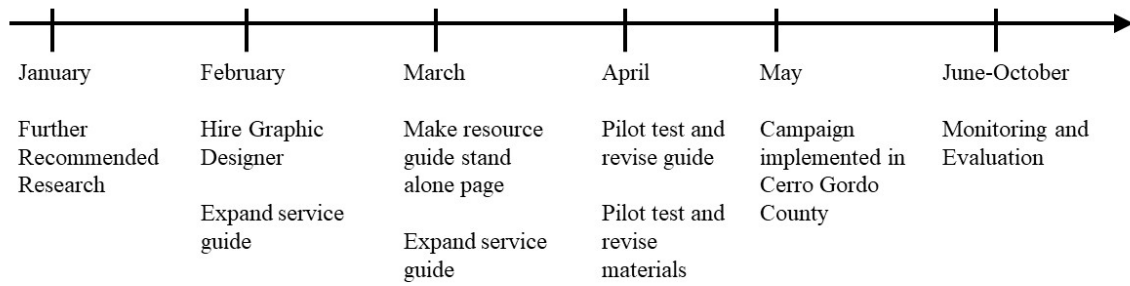 January
Further
Recommended
Research
February
Hire Graphic
Designer
Expand service
guide
March
Make resource
guide stand
alone page
Expand service
guide
April
Pilot test and
revise guide
Pilot test and
revise
materials
May
Campaign
implemented in
Cerro Gordo
County
June-October
Monitoring and
Evaluation